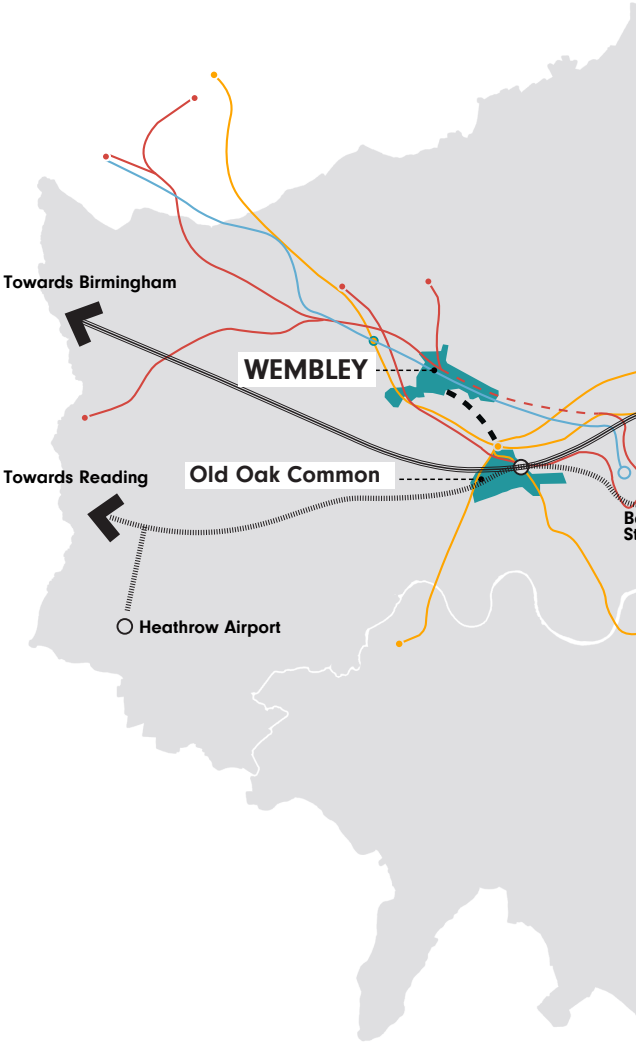 Towards Birmingham
WEMBLEY
Old Oak Common
Towards Reading
Heathrow Airport